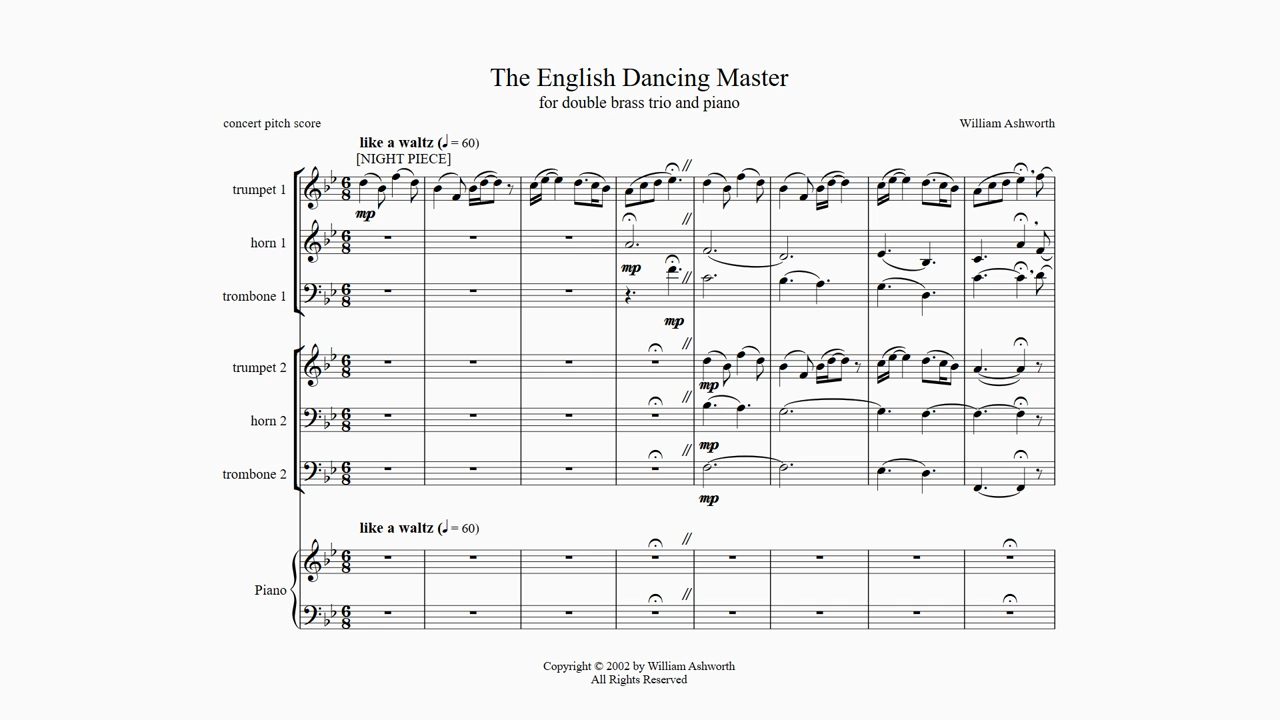 The English Dancing Master
for double brass trio and piano
concert pitch score
William Ashworth
like a waltz (♩ = 60)
[NIGHT PIECE]
trumpet 1
mp
horn 1
mp
trombone 1
mp
trumpet 2
mp
horn 2
mp
trombone 2
mp
like a waltz (♩ = 60)
Piano
Copyright © 2002 by William Ashworth
All Rights Reserved